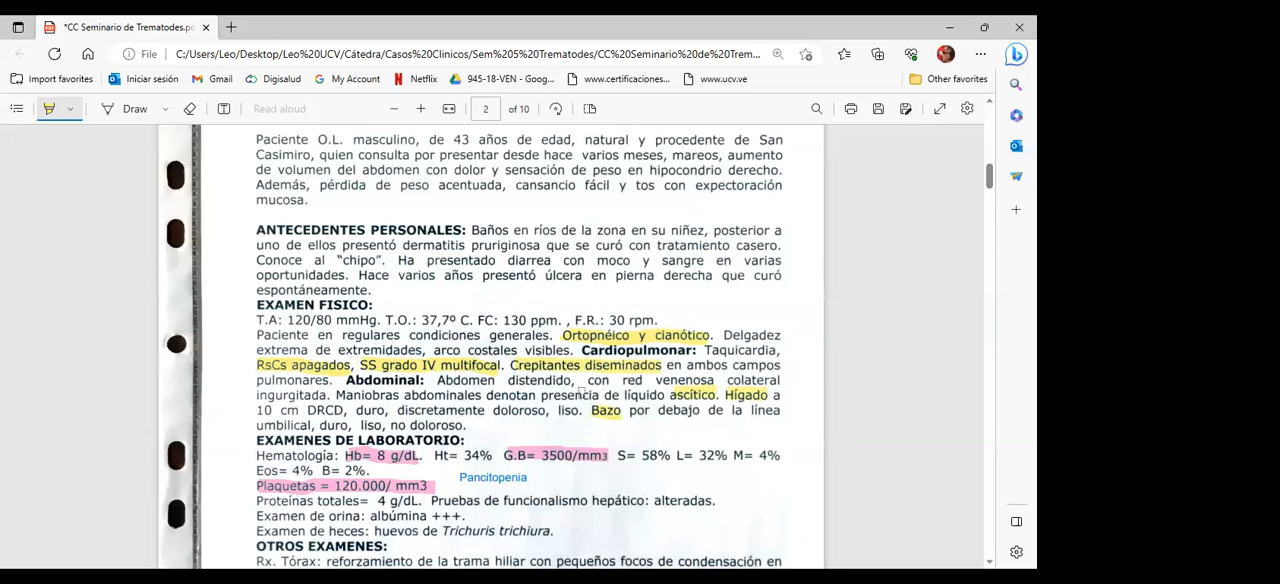 *CC Seminario de Trematodes.pd
File
C:/Users/Leo/Desktop/Leo%20UCV/Cátedra/Casos%20Clinicos/Sem%205%20Trematodes/CC%20Seminario%20de%20Trem...
Import favorites
Iniciar sesión
Gmail
Digisalud
My Account
Netflix
945-18-VEN - Goog...
www.certificaciones...
www.ucv.ve
Other favorites
Draw
Read aloud
2 of 10
Paciente O.L. masculino, de 43 años de edad, natural y procedente de San
Casimiro, quien consulta por presentar desde hace varios meses, mareos, aumento
de volumen del abdomen con dolor y sensación de peso en hipocondrio derecho.
Además, pérdida de peso acentuada, cansancio fácil y tos con expectoración
mucosa.
ANTECEDENTES PERSONALES: Baños en ríos de la zona en su niñez, posterior a
uno de ellos presentó dermatitis pruriginosa que se curó con tratamiento casero.
Conoce al “chipo”. Ha presentado diarrea con moco y sangre en varias
oportunidades. Hace varios años presentó úlcera en pierna derecha que curó
espontáneamente.
EXAMEN FISICO:
T.A: 120/80 mmHg. T.O.: 37,7º C. FC: 130 ppm. , F.R.: 30 rpm.
Paciente en regulares condiciones generales. Ortopnéico y cianótico. Delgadez
extrema de extremidades, arco costales visibles. Cardiopulmonar: Taquicardia,
RsCs apagados, SS grado IV multifocal. Crepitantes diseminados en ambos campos
pulmonares. Abdominal: Abdomen distendido, con red venenosa colateral
ingurgitada. Maniobras abdominales denotan presencia de líquido ascítico. Hígado a
10 cm DRCD, duro, discretamente doloroso, liso. Bazo por debajo de la línea
umbilical, duro, liso, no doloroso.
EXAMENES DE LABORATORIO:
Hematología: Hb= 8 g/dL. Ht= 34% G.B= 3500/mm3 S= 58% L= 32% M= 4%
Eos= 4% B= 2%.
Pancitopenia
Plaquetas = 120.000/ mm3
Proteínas totales= 4 g/dL. Pruebas de funcionalismo hepático: alteradas.
Examen de orina: albúmina +++.
Examen de heces: huevos de Trichuris trichiura.
OTROS EXAMENES:
Rx. Tórax: reforzamiento de la trama hiliar con pequeños focos de condensación en